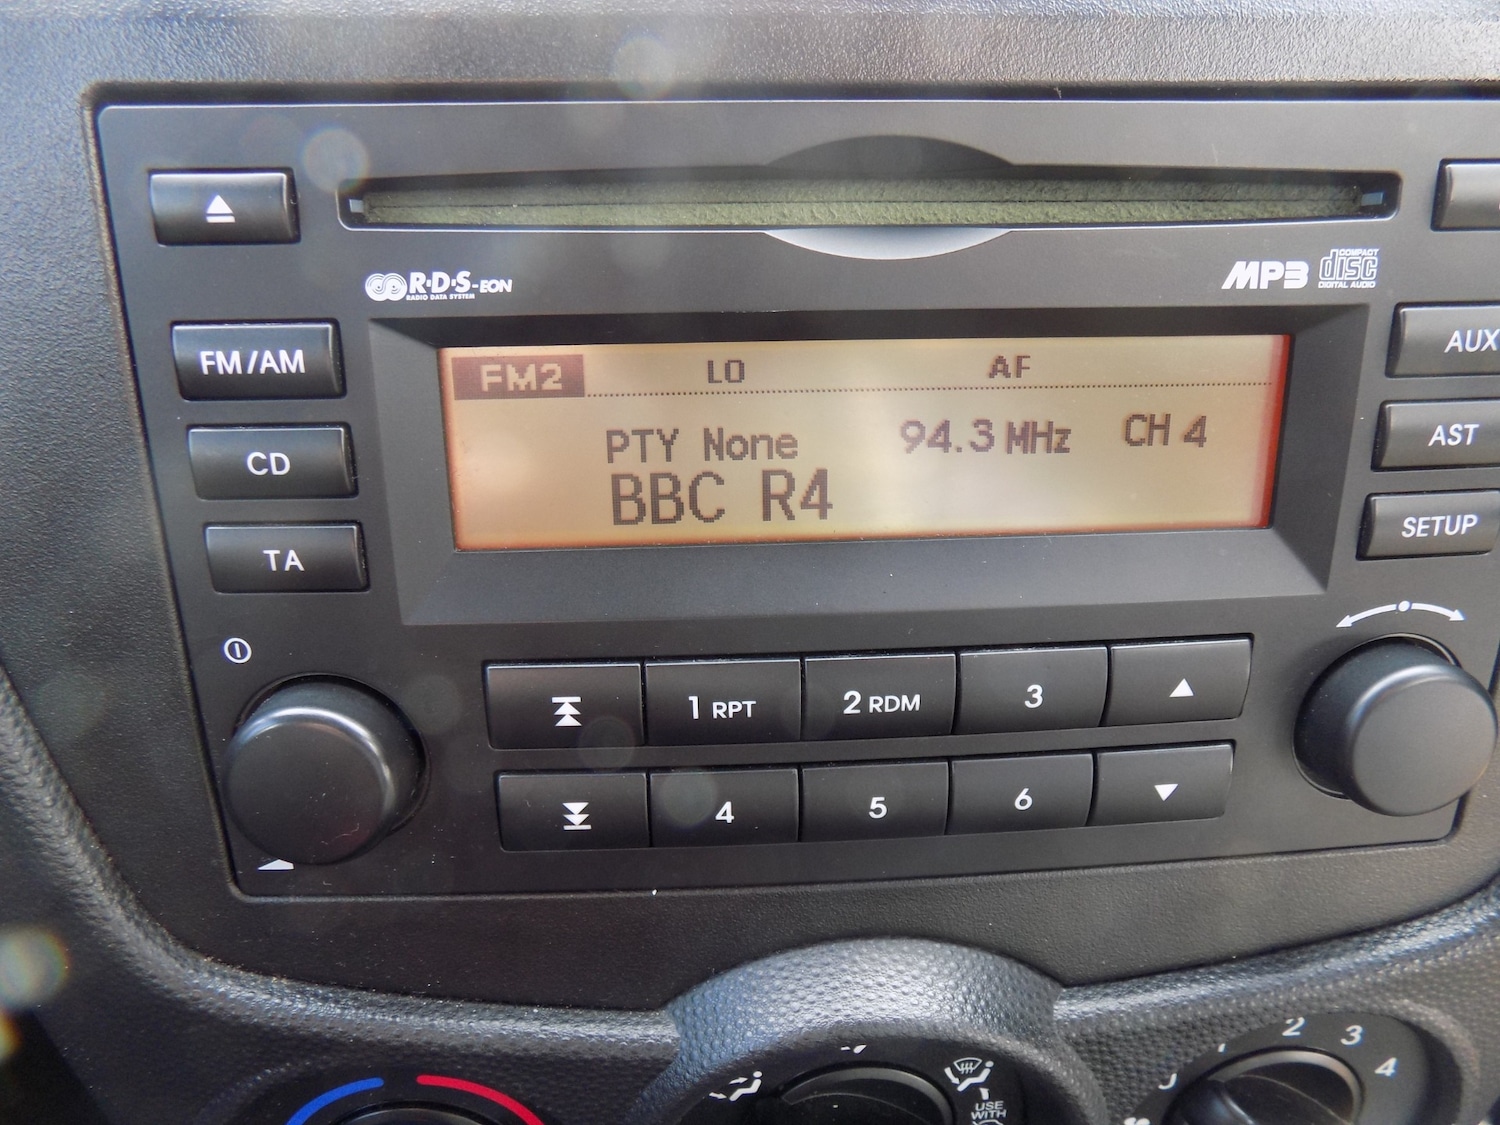 R·D·S-EON
RADIO DATA SYSTEM
MP3
COMPACT
disc
DIGITAL AUDIO
FM/AM
CD
TA
FM2 LO AF
PTY None 94.3 MHz CH 4
BBC R4
AUX
AST
SETUP
1 RPT
2 RDM
3
4
5
6
2 3 4
USE
WITH